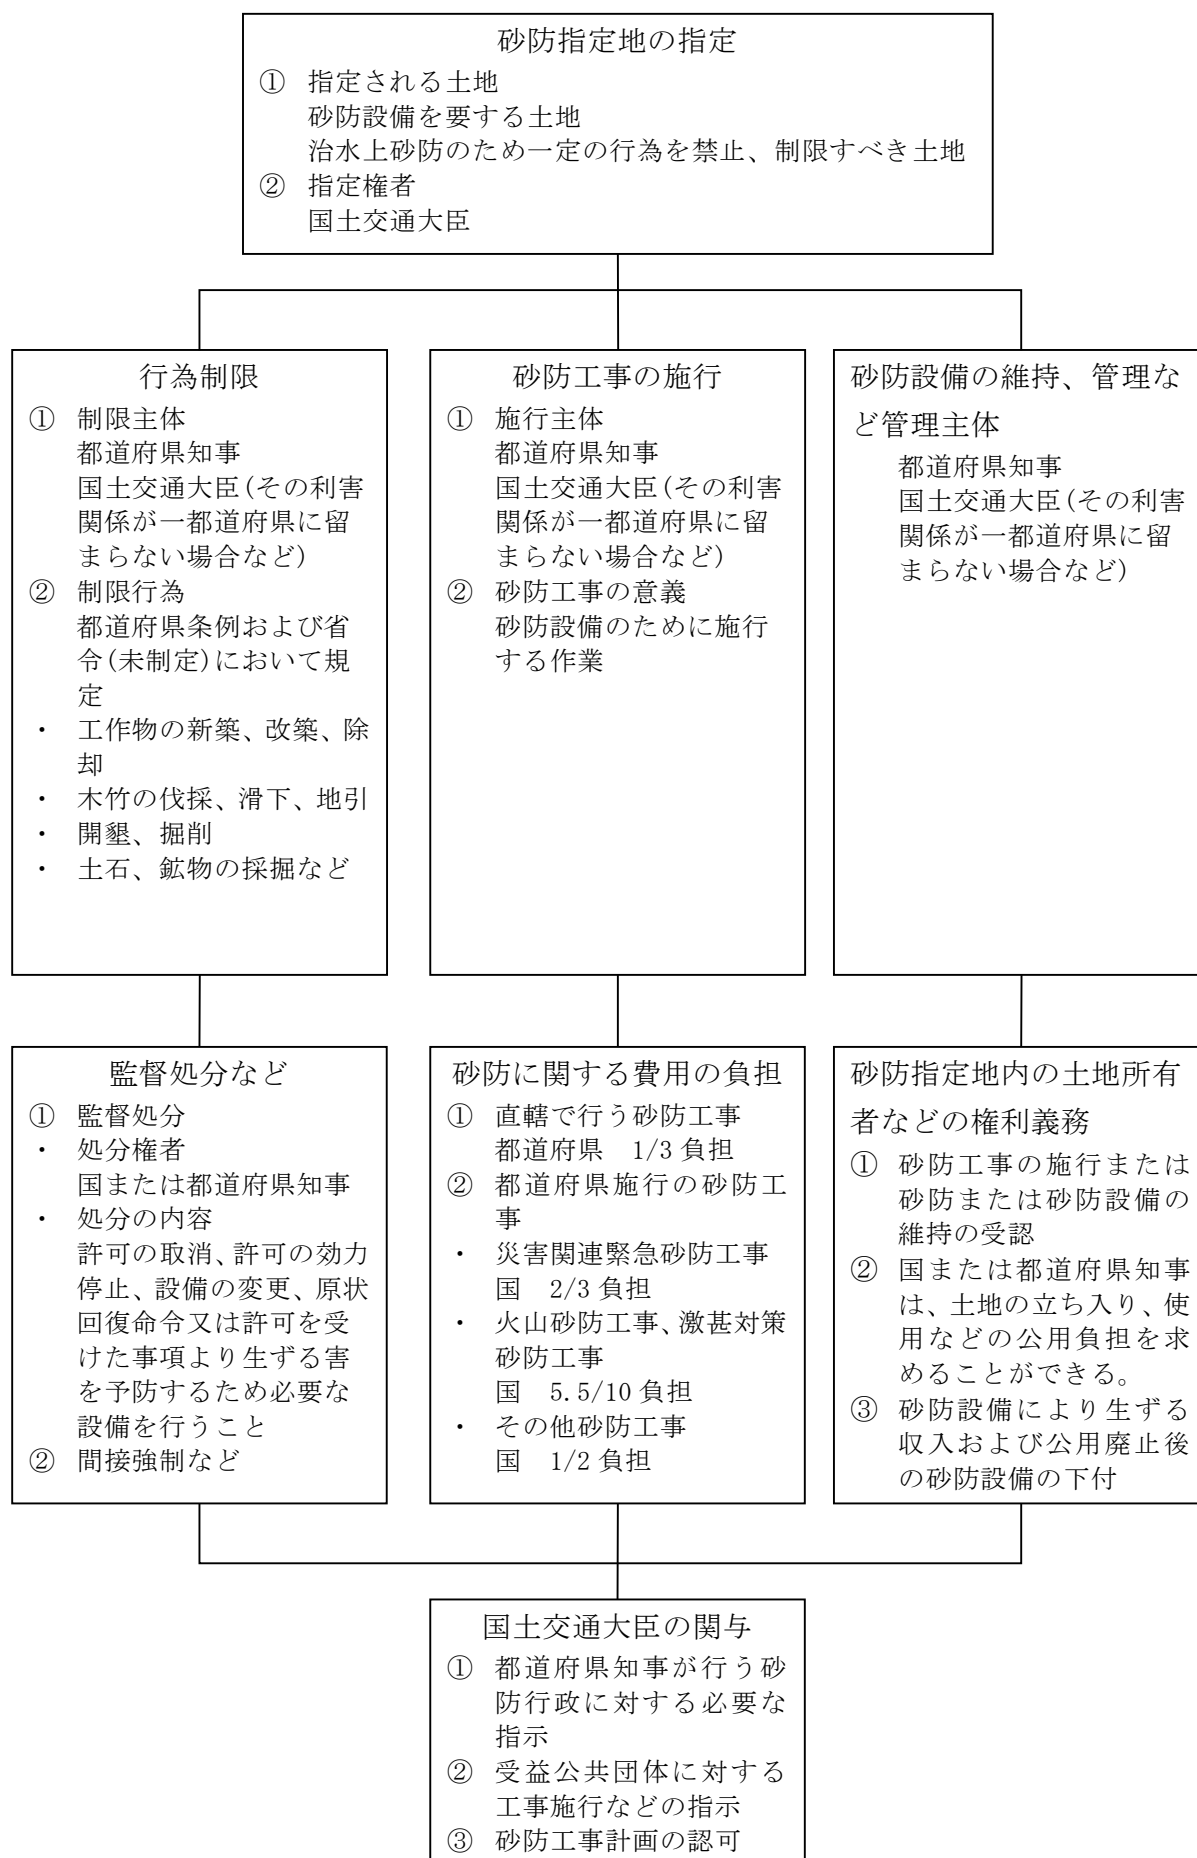 砂防指定地の指定
① 指定される土地
砂防設備を要する土地
治水上砂防のため一定の行為を禁止、制限すべき土地
② 指定権者
国土交通大臣
行為制限
① 制限主体
都道府県知事
国土交通大臣(その利害
関係が一都道府県に留
まらない場合など)
② 制限行為
都道府県条例および省
令(未制定)において規
定
・ 工作物の新築、改築、除
却
・ 木竹の伐採、滑下、地引
・ 開墾、掘削
・ 土石、鉱物の採掘など
砂防工事の施行
① 施行主体
都道府県知事
国土交通大臣(その利害
関係が一都道府県に留
まらない場合など)
② 砂防工事の意義
砂防設備のために施行
する作業
砂防設備の維持、管理な
ど管理主体
都道府県知事
国土交通大臣(その利害
関係が一都道府県に留
まらない場合など)
監督処分など
① 監督処分
・ 処分権者
国または都道府県知事
・ 処分の内容
許可の取消、許可の効力
停止、設備の変更、原状
回復命令又は許可を受
けた事項より生ずる害
を予防するため必要な
設備を行うこと
② 間接強制など
砂防に関する費用の負担
① 直轄で行う砂防工事
都道府県 1/3 負担
② 都道府県施行の砂防工
事
・ 災害関連緊急砂防工事
国 2/3 負担
・ 火山砂防工事、激甚対策
砂防工事
国 5.5/10 負担
・ その他砂防工事
国 1/2 負担
砂防指定地内の土地所有
者などの権利義務
① 砂防工事の施行または
砂防または砂防設備の
維持の受認
② 国または都道府県知事
は、土地の立ち入り、使
用などの公用負担を求
めることができる。
③ 砂防設備により生ずる
収入および公用廃止後
の砂防設備の下付
国土交通大臣の関与
① 都道府県知事が行う砂
防行政に対する必要な
指示
② 受益公共団体に対する
工事施行などの指示
③ 砂防工事計画の認可